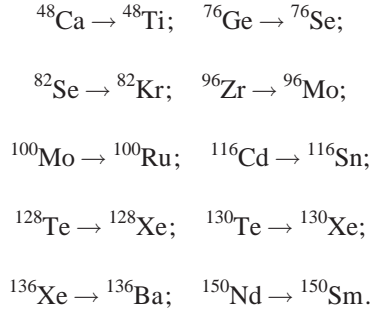 ⁴⁸Ca → ⁴⁸Ti; ⁷⁶Ge → ⁷⁶Se;
⁸²Se → ⁸²Kr; ⁹⁶Zr → ⁹⁶Mo;
¹⁰⁰Mo → ¹⁰⁰Ru; ¹¹⁶Cd → ¹¹⁶Sn;
¹²⁸Te → ¹²⁸Xe; ¹³⁰Te → ¹³⁰Xe;
¹³⁶Xe → ¹³⁶Ba; ¹⁵⁰Nd → ¹⁵⁰Sm.